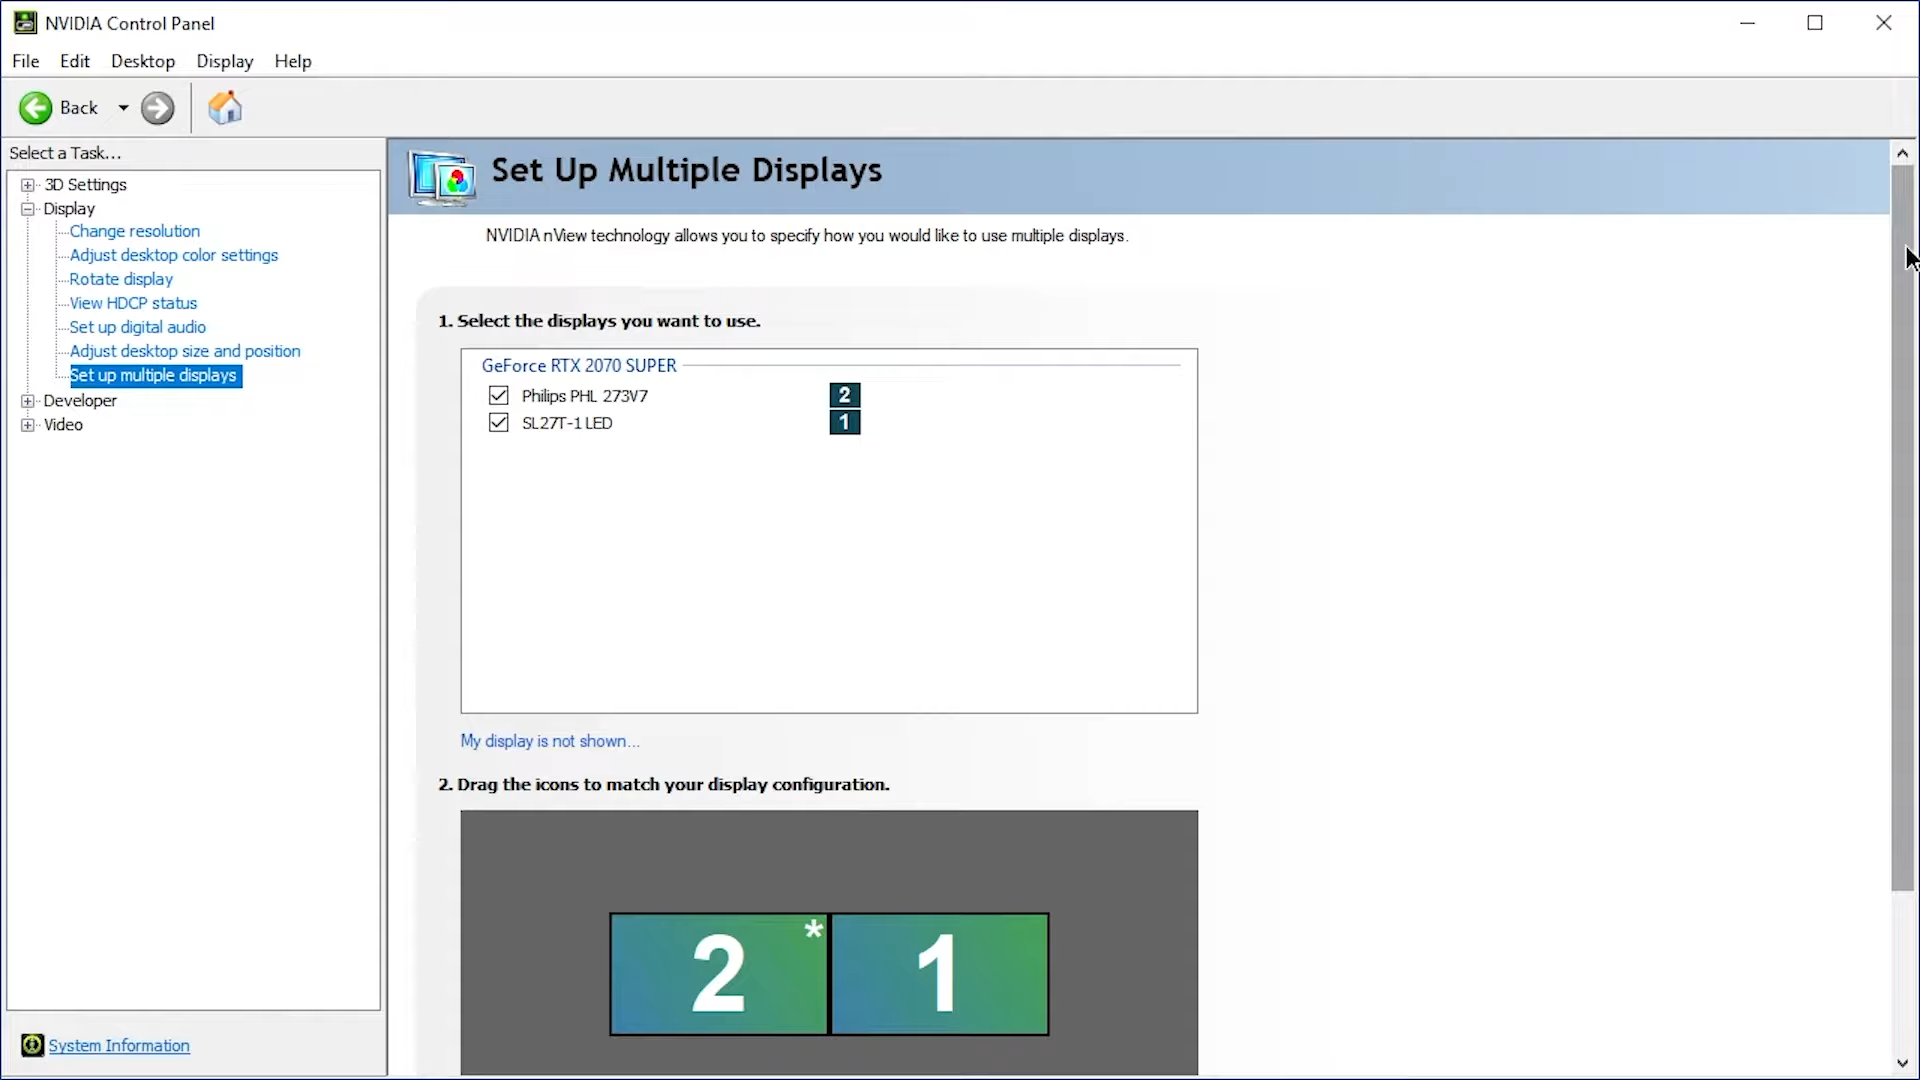 NVIDIA Control Panel
File Edit Desktop Display Help
Back
Select a Task...
3D Settings
Display
Change resolution
Adjust desktop color settings
Rotate display
View HDCP status
Set up digital audio
Adjust desktop size and position
Set up multiple displays
Developer
Video
System Information
Set Up Multiple Displays
NVIDIA nView technology allows you to specify how you would like to use multiple displays.
1. Select the displays you want to use.
GeForce RTX 2070 SUPER
Philips PHL 273V7 2
SL27T-1 LED 1
My display is not shown...
2. Drag the icons to match your display configuration.
2 * 1